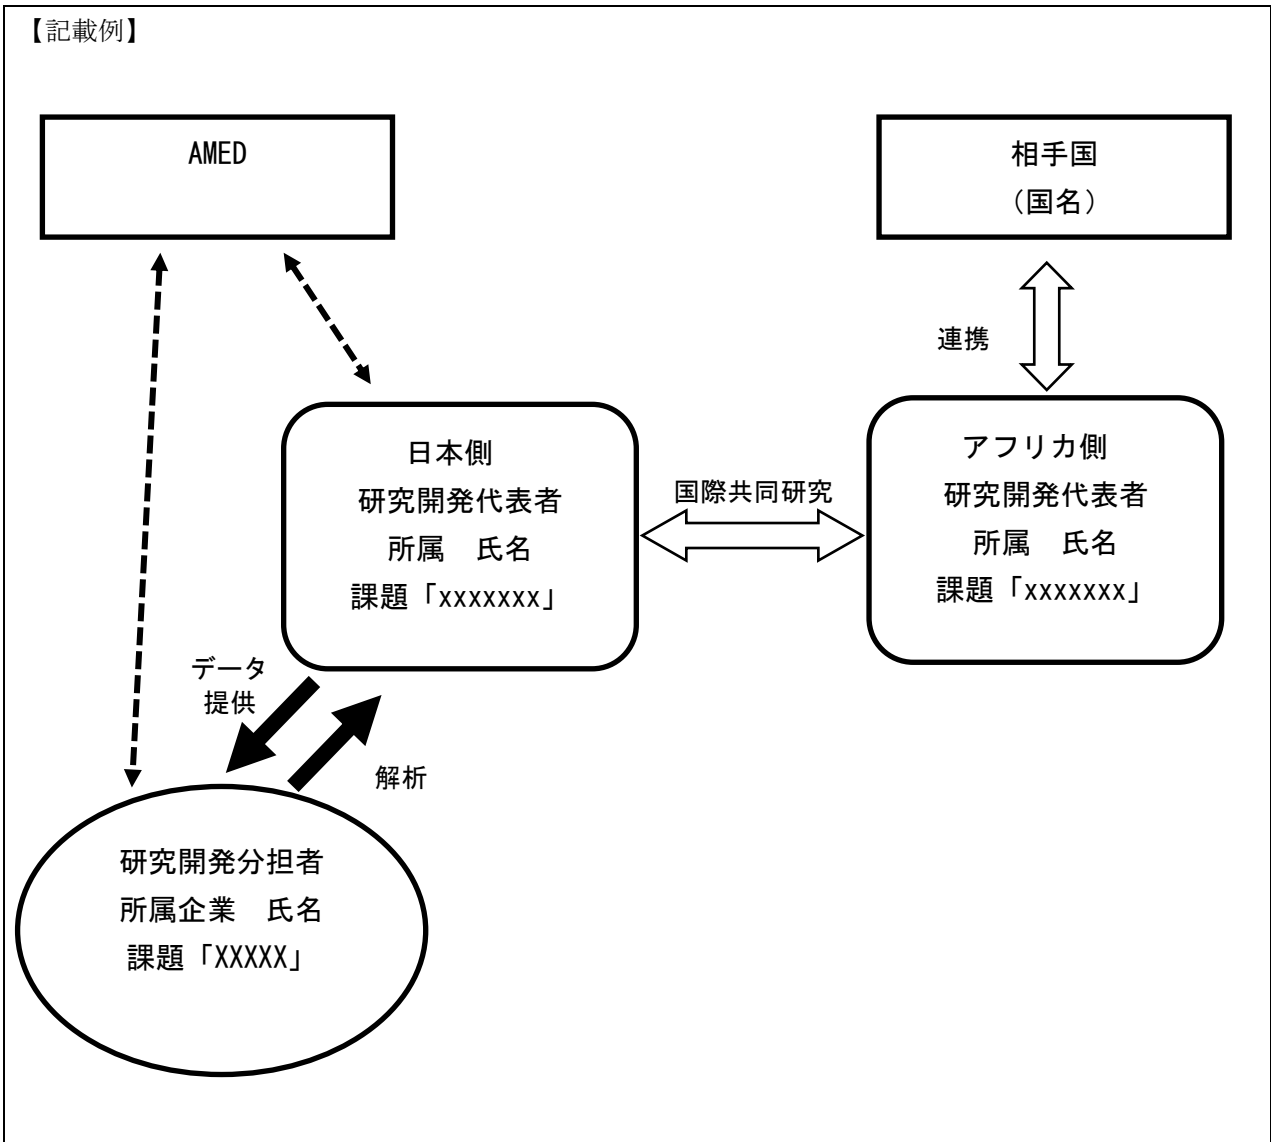 【記載例】
AMED
相手国
(国名)
連携
日本側
研究開発代表者
所属　氏名
課題「xxxxxxx」
国際共同研究
アフリカ側
研究開発代表者
所属　氏名
課題「xxxxxxx」
データ
提供
解析
研究開発分担者
所属企業　氏名
課題「XXXXX」